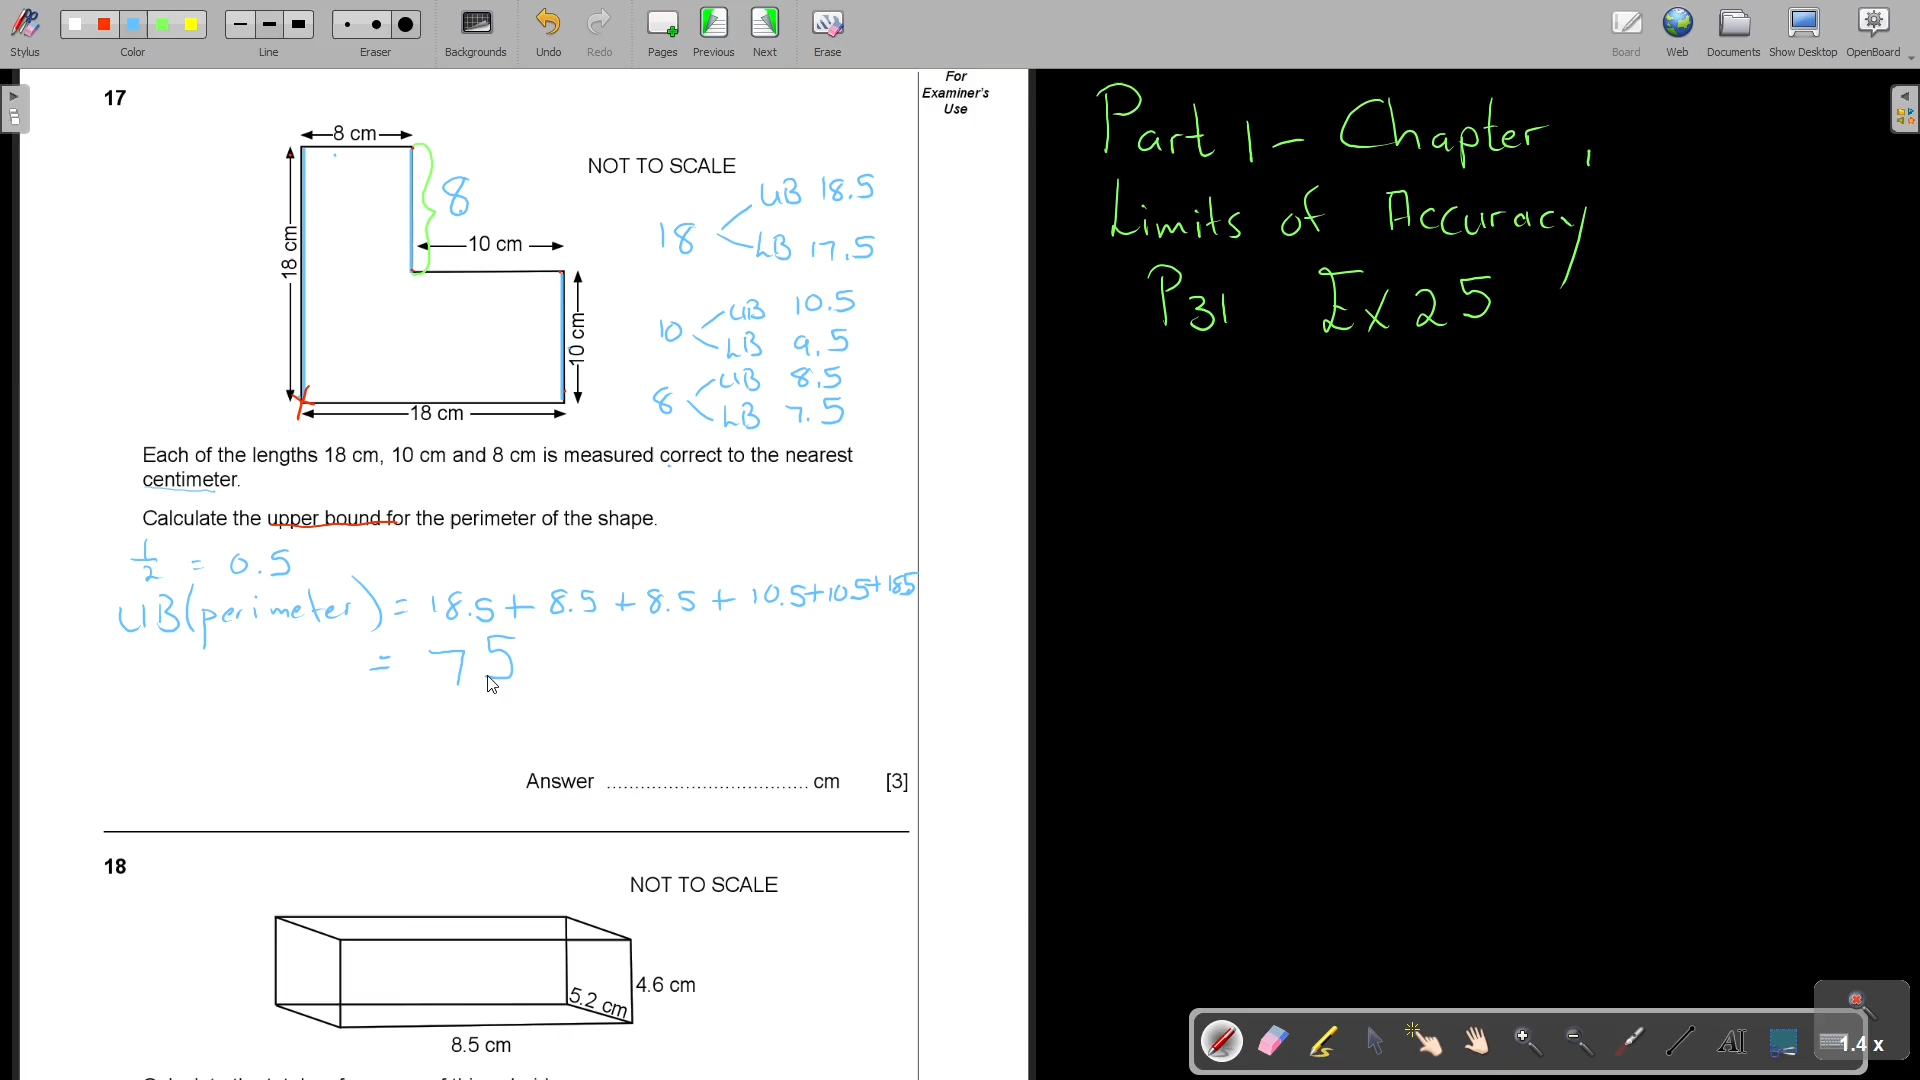 Stylus
Color
Line
Eraser
Backgrounds
Undo
Redo
Pages
Previous
Next
Erase
Board
Web
Documents
Show Desktop
OpenBoard
For
Examiner's
Use
17
8 cm
NOT TO SCALE
8
10 cm
18 cm
10 cm
18 cm
18
UB 18.5
LB 17.5
10
UB 10.5
LB 9.5
8
UB 8.5
LB 7.5
Each of the lengths 18 cm, 10 cm and 8 cm is measured correct to the nearest
centimeter.
Calculate the upper bound for the perimeter of the shape.
1/2 = 0.5
UB(perimeter) = 18.5 + 8.5 + 8.5 + 10.5 + 10.5 + 18.5
= 75
Answer .................................. cm [3]
18
NOT TO SCALE
4.6 cm
5.2 cm
8.5 cm
Part 1 - Chapter 1
Limits of Accuracy
P31 Ex 25
1.4 x